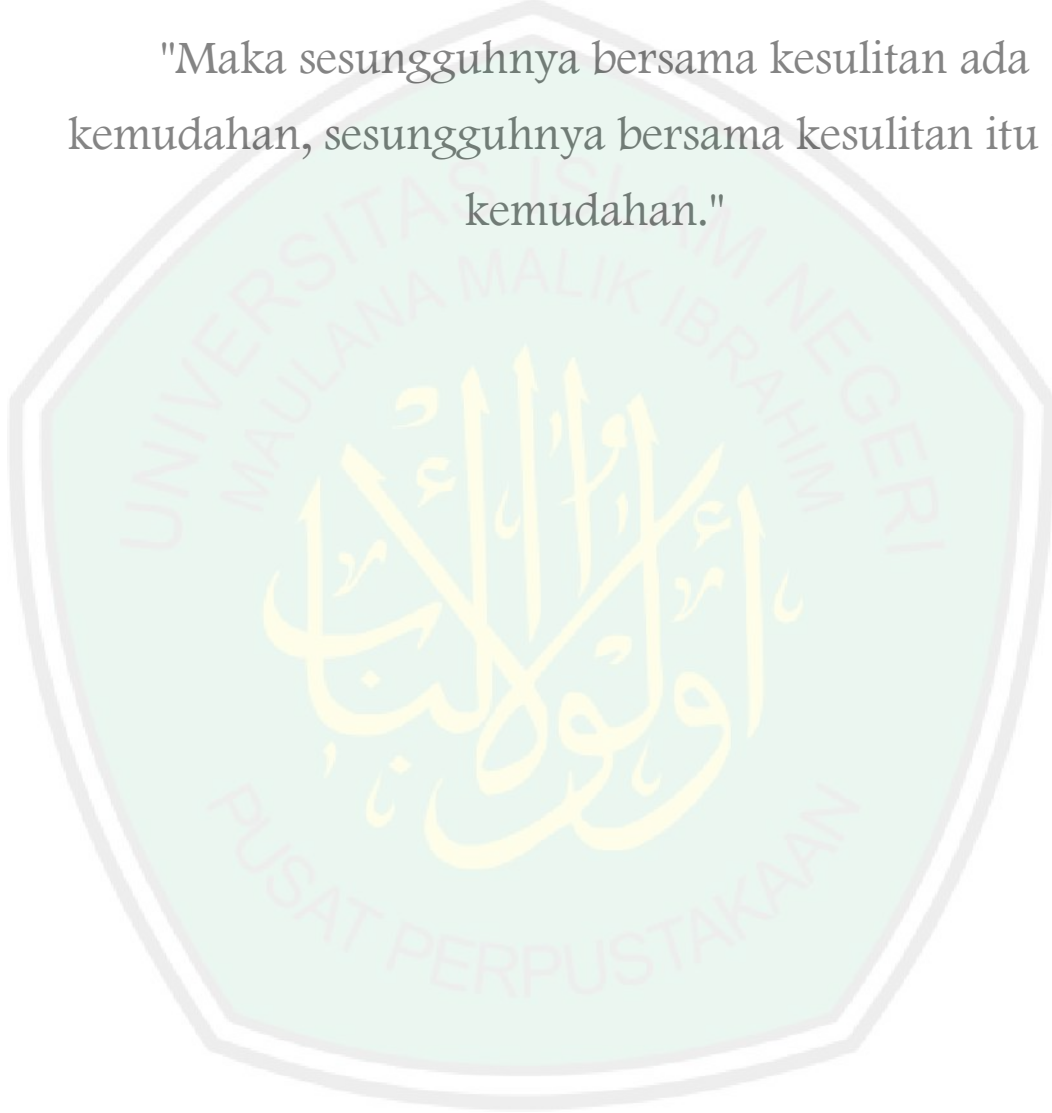 "Maka sesungguhnya bersama kesulitan ada
kemudahan, sesungguhnya bersama kesulitan itu
kemudahan."
UNIVERSITAS ISLAM NEGERI
MAULANA MALIK IBRAHIM
أولوا الألباب
PUSAT PERPUSTAKAAN